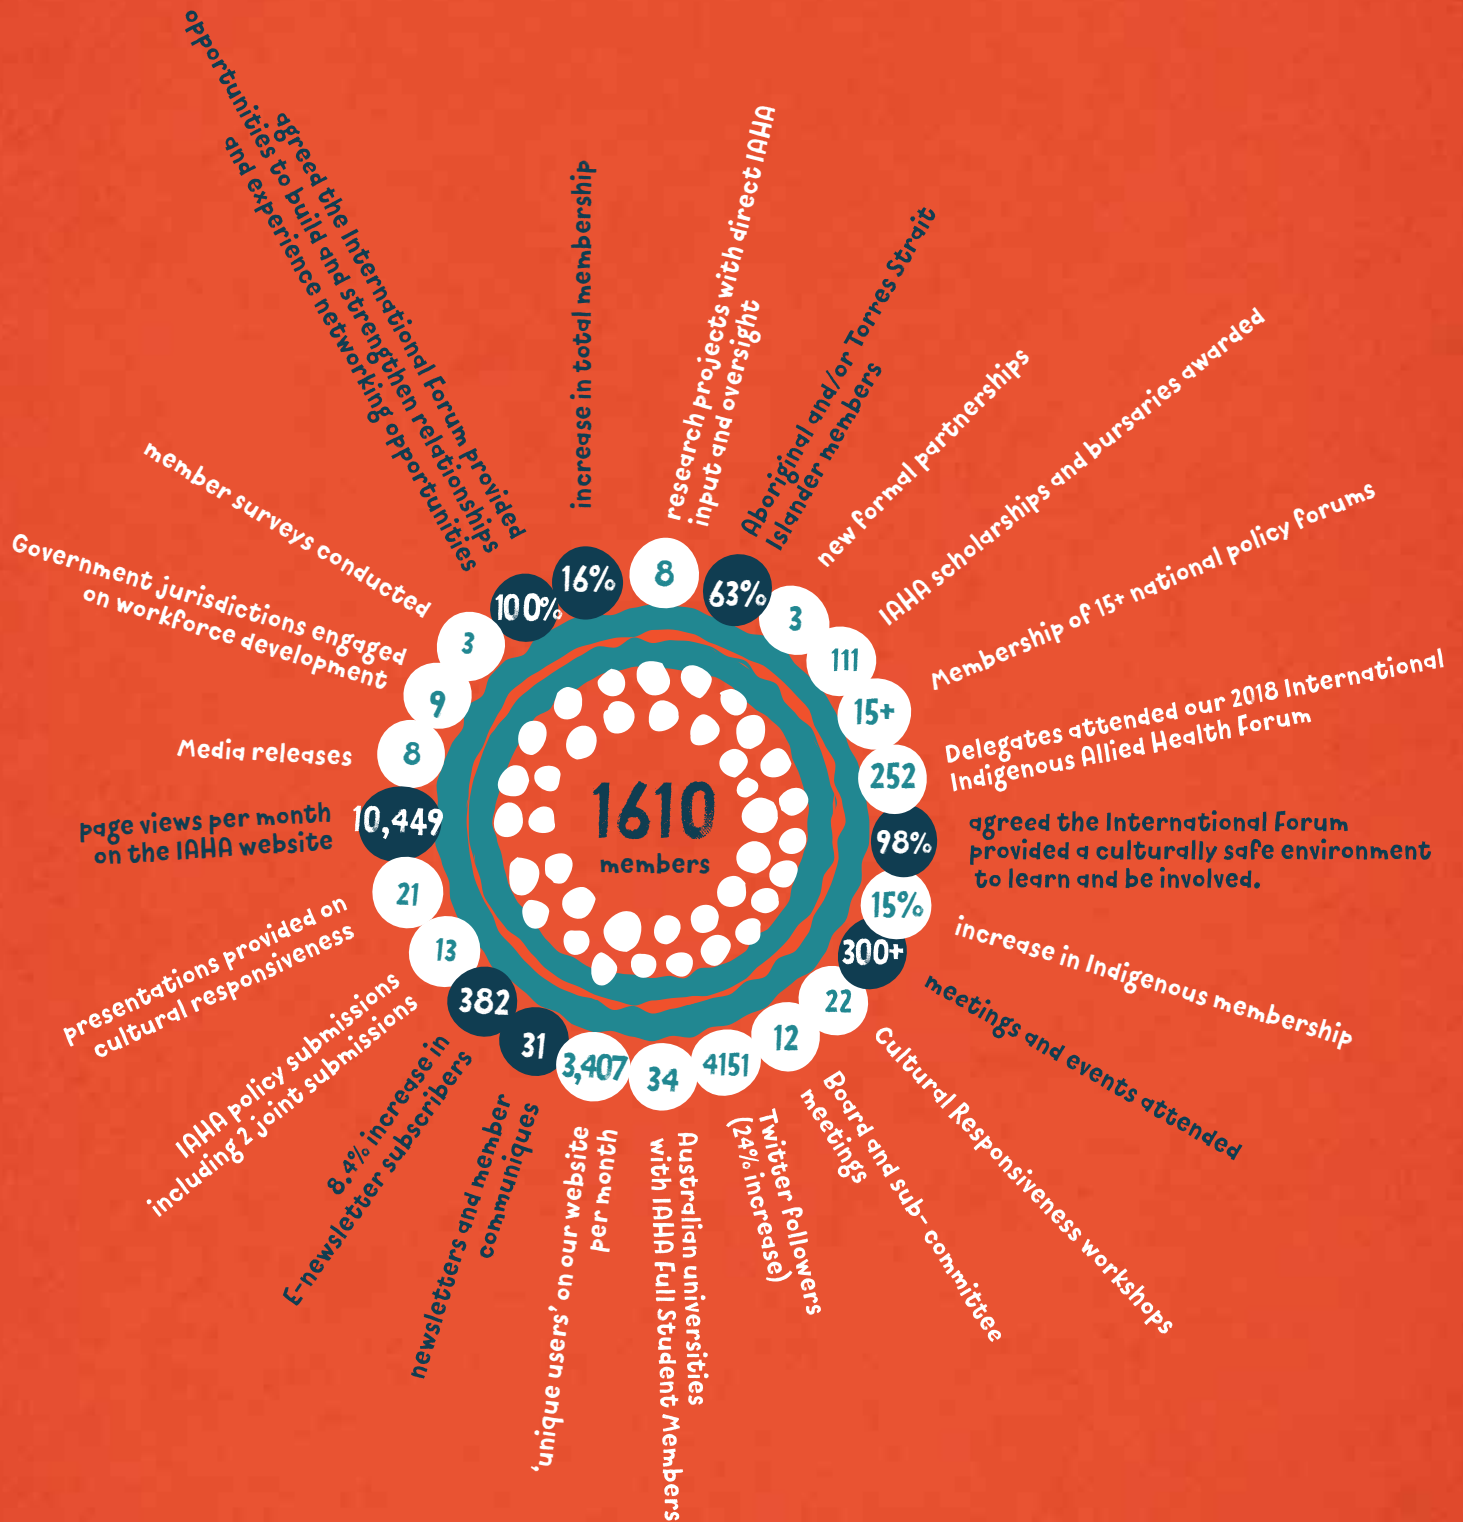 1610
members
8
research projects with direct IAHA
input and oversight
63%
Aboriginal and/or Torres Strait
Islander members
3
new formal partnerships
111
IAHA scholarships and bursaries awarded
15+
Membership of 15+ national policy forums
252
Delegates attended our 2018 International
Indigenous Allied Health Forum
98%
agreed the International Forum
provided a culturally safe environment
to learn and be involved.
15%
increase in Indigenous membership
300+
meetings and events attended
22
Cultural Responsiveness workshops
12
Board and sub-committee
meetings
4151
Twitter followers
(24% increase)
34
Australian universities
with IAHA Full Student Members
3,407
'unique users' on our website
per month
31
newsletters and member
communiques
382
8.4% increase in
E-newsletter subscribers
13
IAHA policy submissions
including 2 joint submissions
21
presentations provided on
cultural responsiveness
10,449
page views per month
on the IAHA website
8
Media releases
9
Government jurisdictions engaged
on workforce development
3
member surveys conducted
100%
agreed the International Forum provided
opportunities to build and strengthen relationships
and experience networking opportunities
16%
increase in total membership